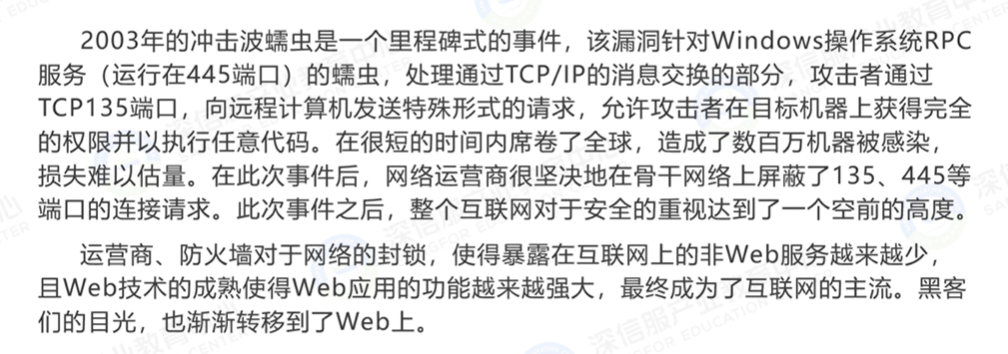 2003年的冲击波蠕虫是一个里程碑式的事件，该漏洞针对Windows操作系统RPC
服务（运行在445端口）的蠕虫，处理通过TCP/IP的消息交换的部分，攻击者通过
TCP135端口，向远程计算机发送特殊形式的请求，允许攻击者在目标机器上获得完全
的权限并以执行任意代码。在很短的时间内席卷了全球，造成了数百万机器被感染，
损失难以估量。在此次事件后，网络运营商很坚决地在骨干网络上屏蔽了135、445等
端口的连接请求。此次事件之后，整个互联网对于安全的重视达到了一个空前的高度。
运营商、防火墙对于网络的封锁，使得暴露在互联网上的非Web服务越来越少，
且Web技术的成熟使得Web应用的功能越来越强大，最终成为了互联网的主流。黑客
们的目光，也渐渐转移到了Web上。